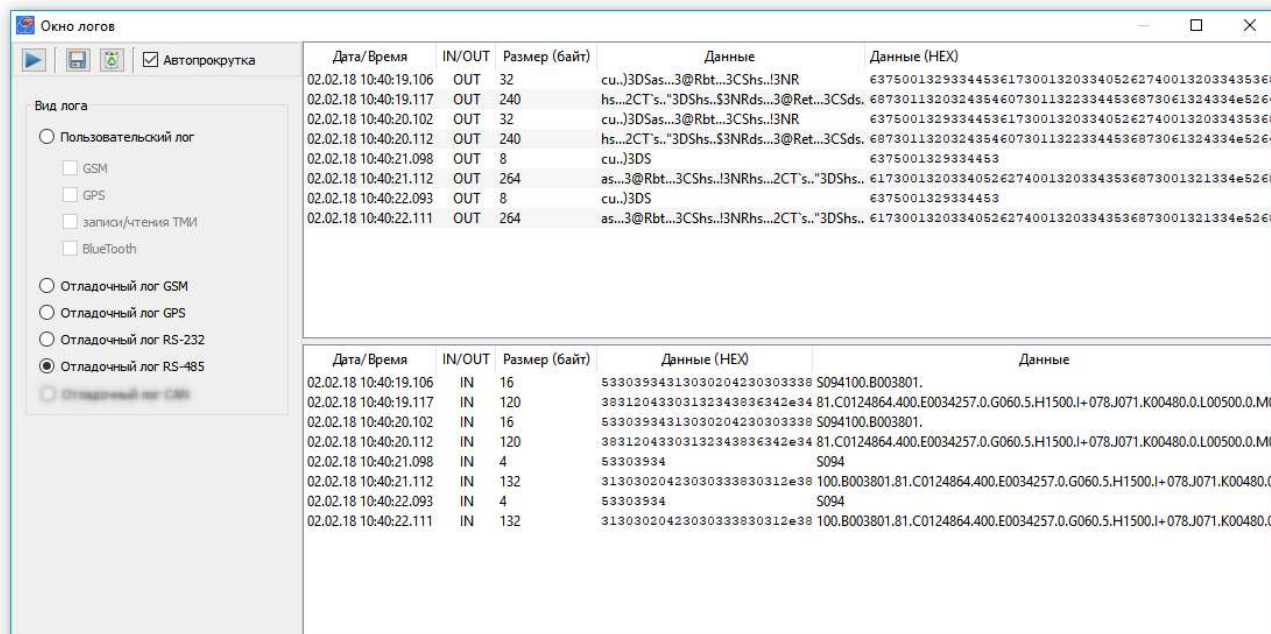 Окно логов
Автопрокрутка
Вид лога
Пользовательский лог
GSM
GPS
записи/чтения ТМИ
BlueTooth
Отладочный лог GSM
Отладочный лог GPS
Отладочный лог RS-232
Отладочный лог RS-485
Дата/Время IN/OUT Размер (байт) Данные Данные (HEX)
02.02.18 10:40:19.106 OUT 32 cu..)3DSas...3@Rbt...3CShs..!3NR
02.02.18 10:40:19.117 OUT 240 hs...2CT`s.."3DShs..$3NRds...3@Ret...3CSds.
02.02.18 10:40:20.102 OUT 32 cu..)3DSas...3@Rbt...3CShs..!3NR
02.02.18 10:40:20.112 OUT 240 hs...2CT`s.."3DShs..$3NRds...3@Ret...3CSds.
02.02.18 10:40:21.098 OUT 8 cu..)3DS 6375001329334453
02.02.18 10:40:21.112 OUT 264 as...3@Rbt...3CShs..!3NRhs...2CT`s.."3DShs..
02.02.18 10:40:22.093 OUT 8 cu..)3DS 6375001329334453
02.02.18 10:40:22.111 OUT 264 as...3@Rbt...3CShs..!3NRhs...2CT`s.."3DShs..
Дата/Время IN/OUT Размер (байт) Данные (HEX) Данные
02.02.18 10:40:19.106 IN 16 53303934313030204230303338 S094100.B003801.
02.02.18 10:40:19.117 IN 120 38312043303132343836342e34 81.C0124864.400.E0034257.0.G060.5.H1500.I+078.J071.K00480.0.L00500.0.M0
02.02.18 10:40:20.102 IN 16 53303934313030204230303338 S094100.B003801.
02.02.18 10:40:20.112 IN 120 38312043303132343836342e34 81.C0124864.400.E0034257.0.G060.5.H1500.I+078.J071.K00480.0.L00500.0.M0
02.02.18 10:40:21.098 IN 4 53303934 S094
02.02.18 10:40:21.112 IN 132 31303020423030333830312e38 100.B003801.81.C0124864.400.E0034257.0.G060.5.H1500.I+078.J071.K00480.0
02.02.18 10:40:22.093 IN 4 53303934 S094
02.02.18 10:40:22.111 IN 132 31303020423030333830312e38 100.B003801.81.C0124864.400.E0034257.0.G060.5.H1500.I+078.J071.K00480.0